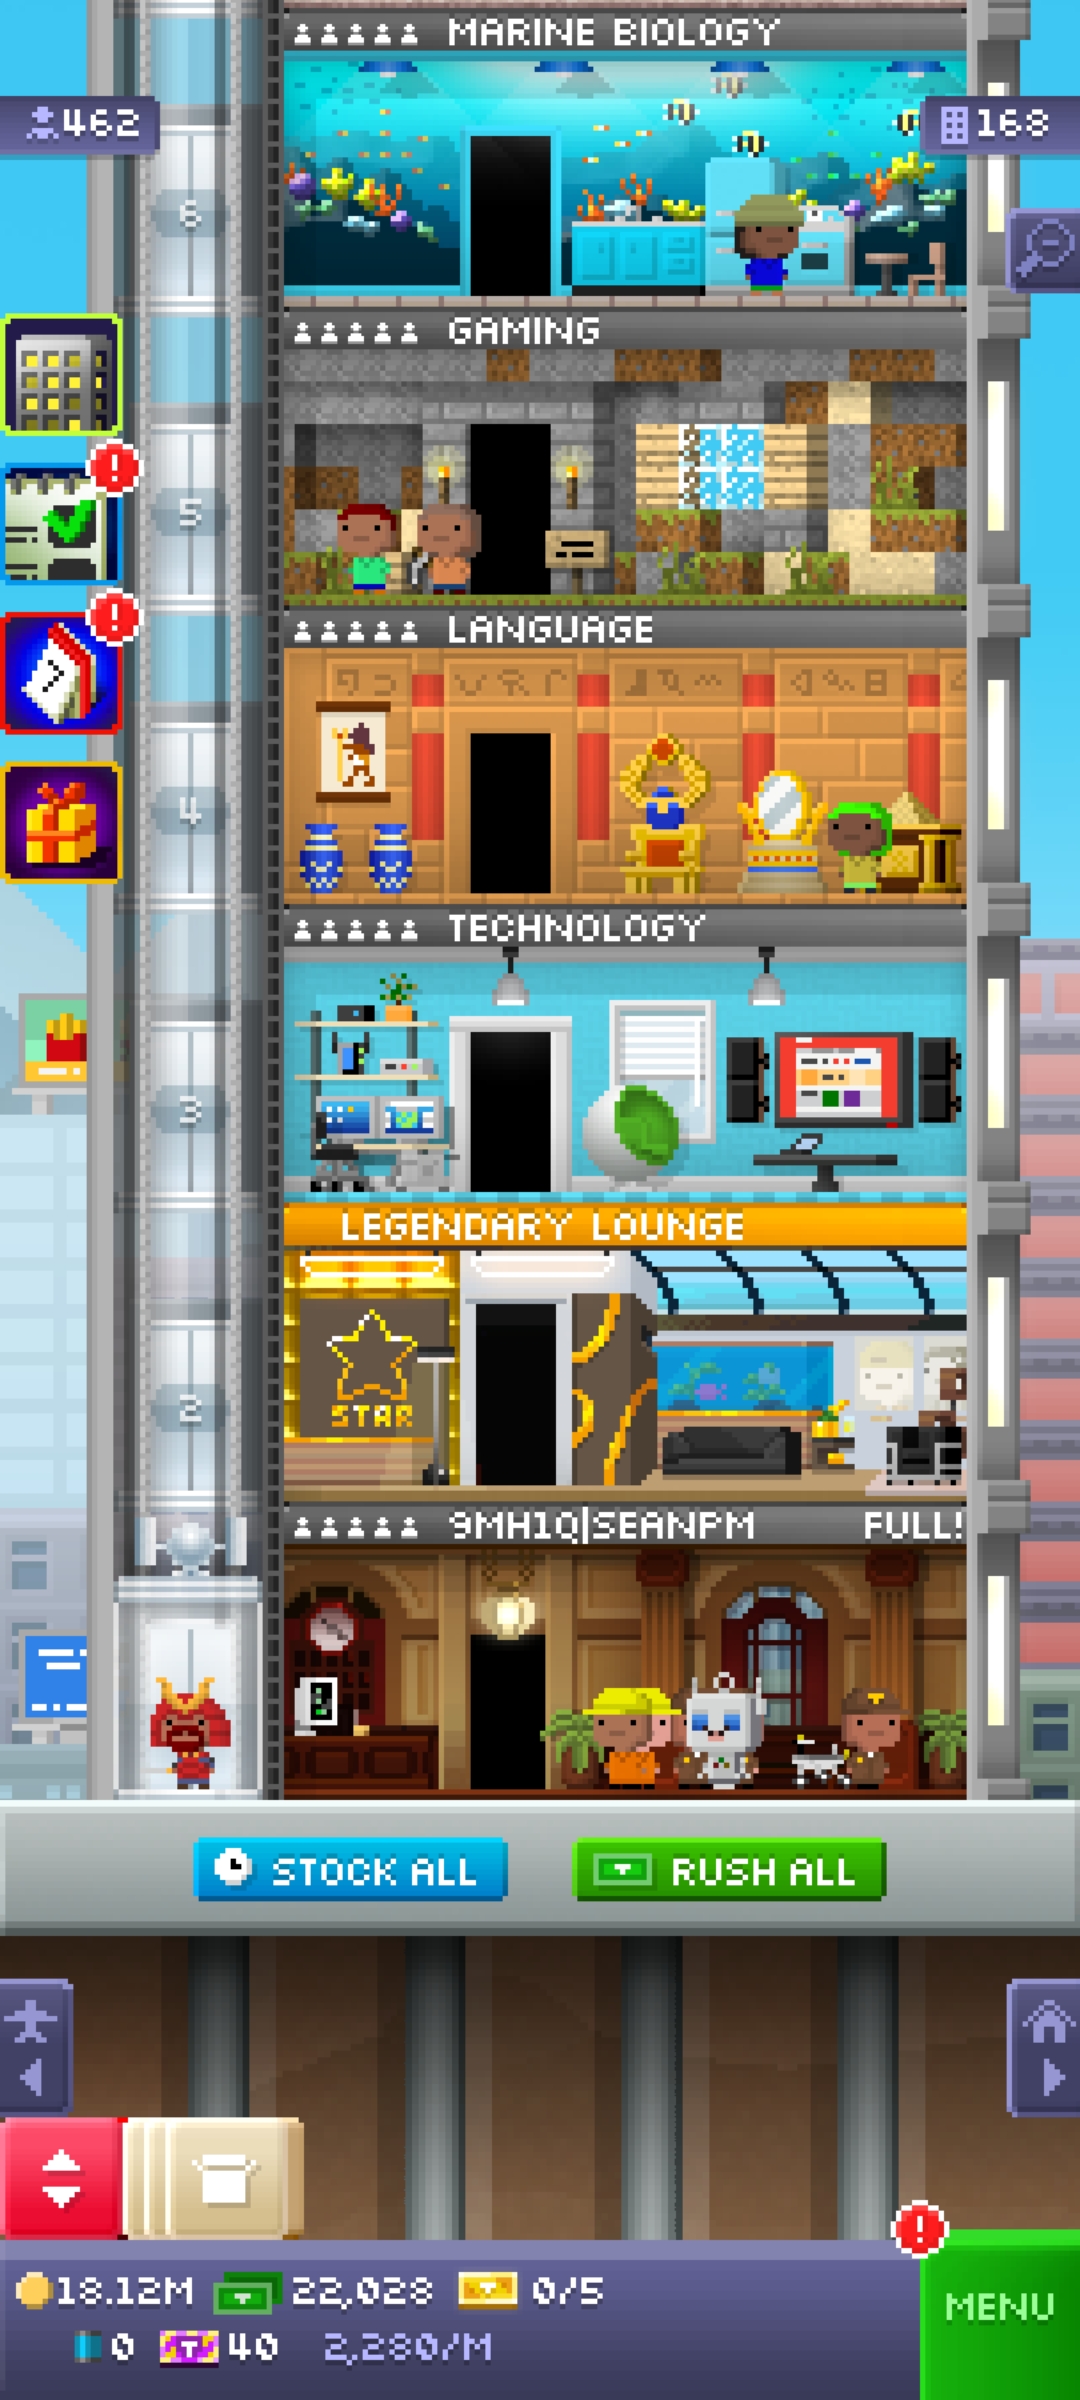 MARINE BIOLOGY
462
168
6
GAMING
5
LANGUAGE
7
4
TECHNOLOGY
3
LEGENDARY LOUNGE
STAR
2
9MH1Q|SEANPM FULL!
STOCK ALL
RUSH ALL
18.12M 22,028 0/5
0 40 2,280/M
MENU